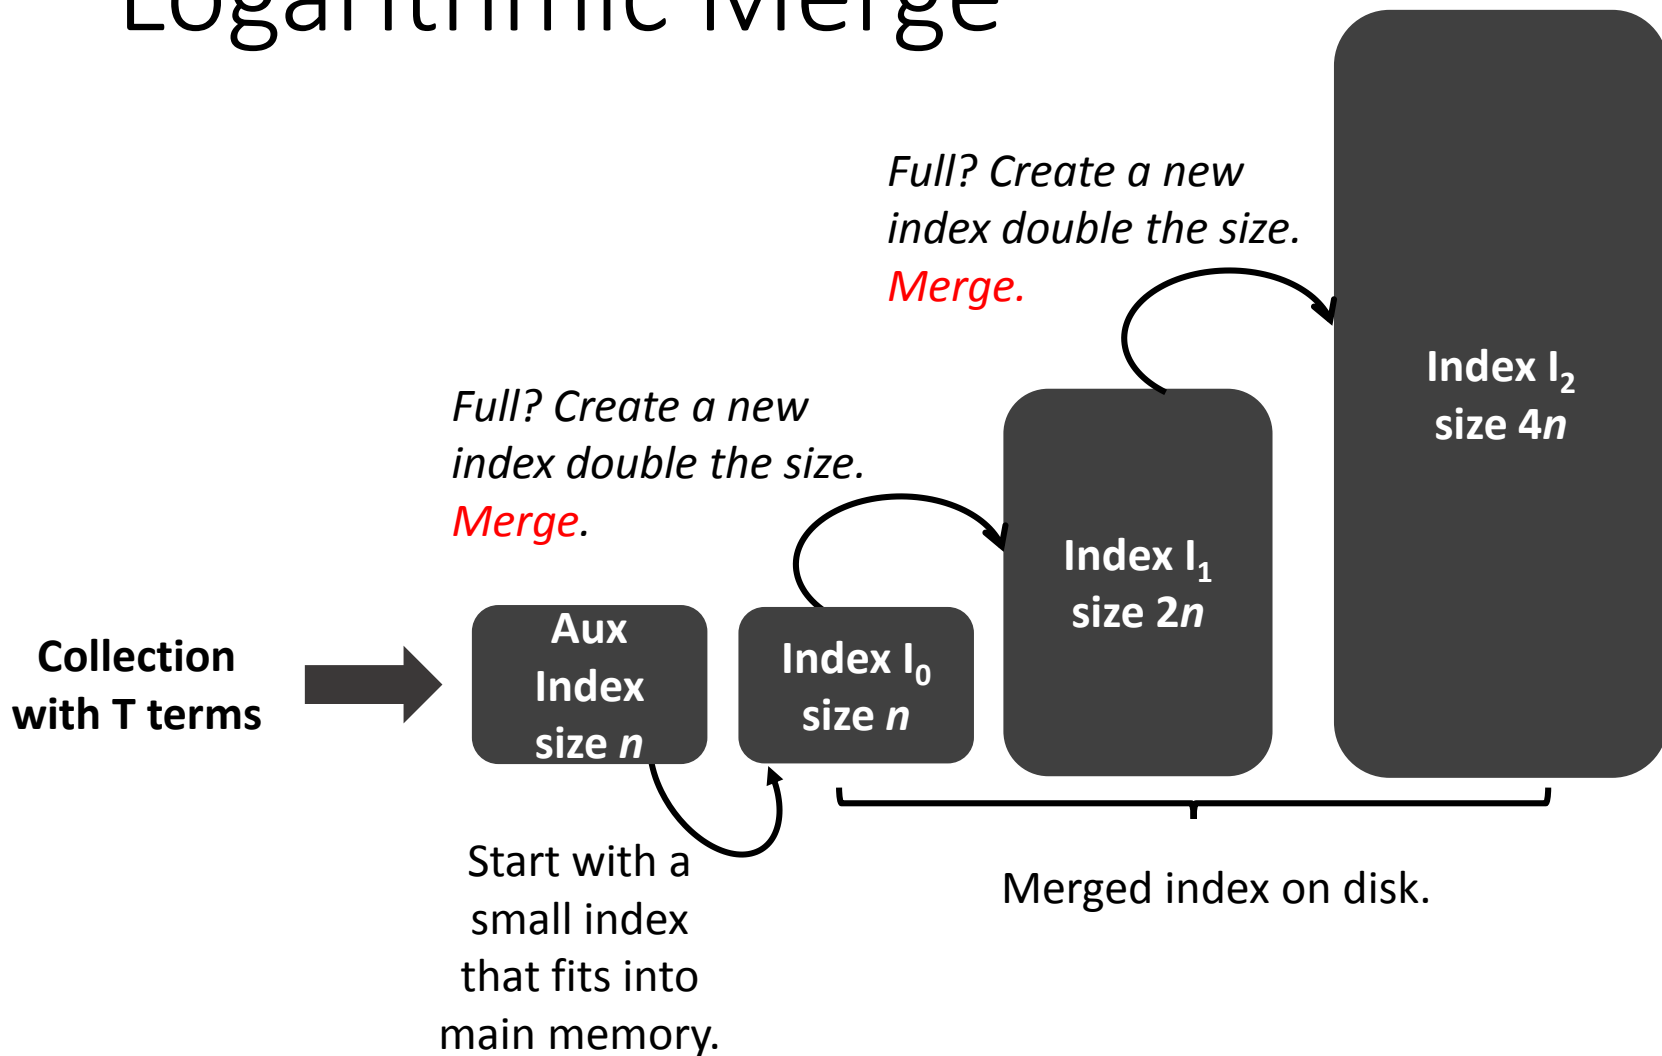 Logarithmic Merge
Full? Create a new
index double the size.
Merge.
Full? Create a new
index double the size.
Merge.
Collection
with T terms
Aux
Index
size n
Index I₀
size n
Index I₁
size 2n
Index I₂
size 4n
Start with a
small index
that fits into
main memory.
Merged index on disk.